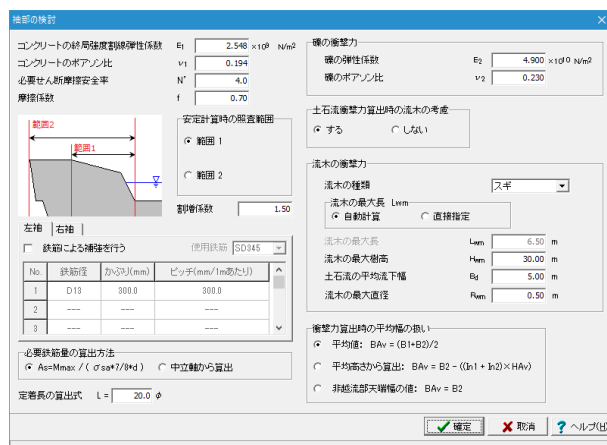 袖部の検討
コンクリートの終局強度割線弾性係数 E1 2.548 ×10⁹ N/m2
コンクリートのポアソン比 ν1 0.194
必要せん断摩擦安全率 N' 4.0
摩擦係数 f 0.70
範囲2
範囲1
安定計算時の照査範囲
範囲 1
範囲 2
割増係数 1.50
左袖 右袖
鉄筋による補強を行う 使用鉄筋 SD345
No. 鉄筋径 かぶり(mm) ピッチ(mm/1mあたり)
1 D13 300.0 300.0
2 --- --- ---
3 --- --- ---
必要鉄筋量の算出方法
As=Mmax / ( σsa*7/8*d ) 中立軸から算出
定着長の算出式 L = 20.0 φ
礫の衝撃力
礫の弾性係数 E2 4.900 ×10¹⁰ N/m2
礫のポアソン比 ν2 0.230
土石流衝撃力算出時の流木の考慮
する しない
流木の衝撃力
流木の種類 スギ
流木の最大長 Lwm
自動計算 直接指定
流木の最大長 Lwm 6.50 m
流木の最大樹高 Hwm 30.00 m
土石流の平均流下幅 Bd 5.00 m
流木の最大直径 Rwm 0.50 m
衝撃力算出時の平均幅の扱い
平均値: BAv = (B1+B2)/2
平均高さから算出: BAv = B2 - ((ln1 + ln2)×HAv)
非越流部天端幅の値: BAv = B2
確定 取消 ? ヘルプ(H